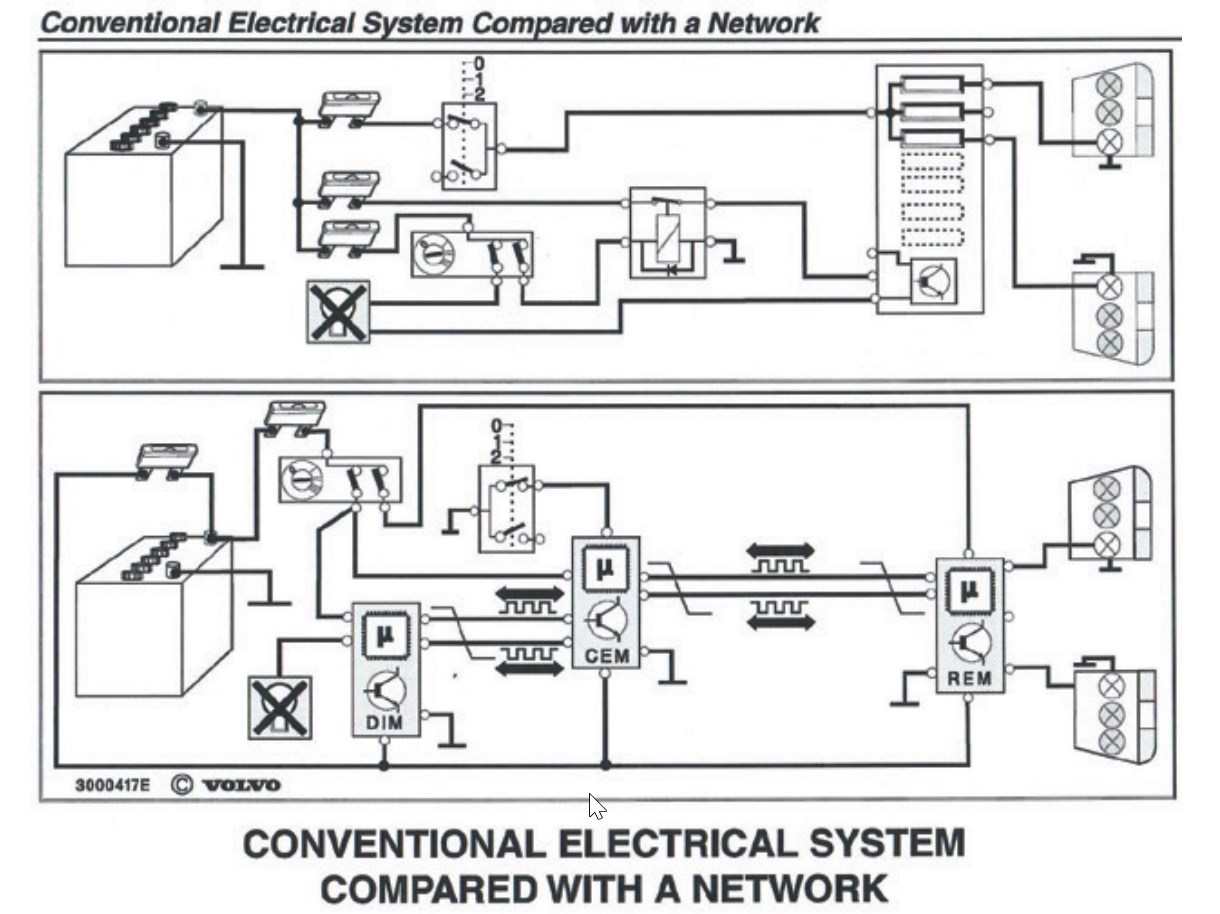 Conventional Electrical System Compared with a Network
0
1
2
0
1
2
µ
CEM
µ
DIM
µ
REM
3000417E © VOLVO
CONVENTIONAL ELECTRICAL SYSTEM
COMPARED WITH A NETWORK